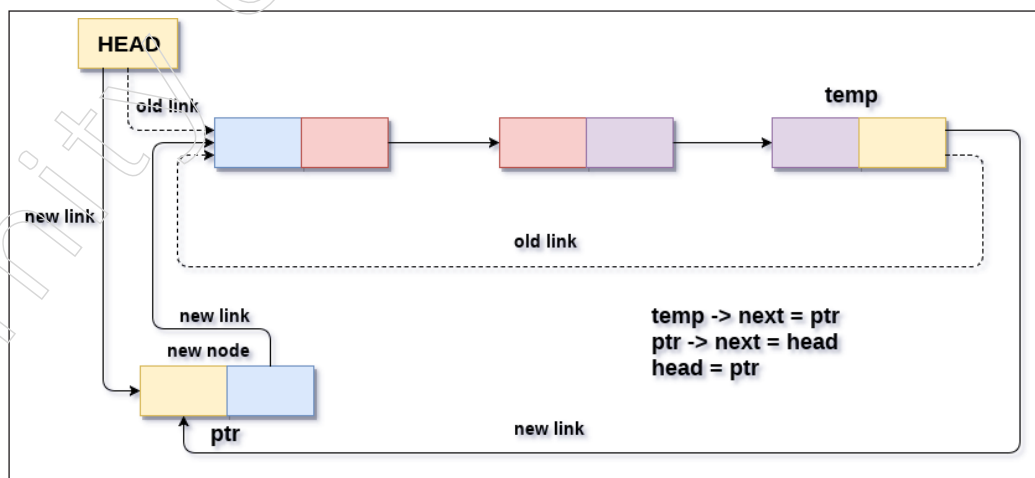 HEAD
old link
temp
new link
old link
new link
new node
temp -> next = ptr
ptr -> next = head
head = ptr
ptr
new link